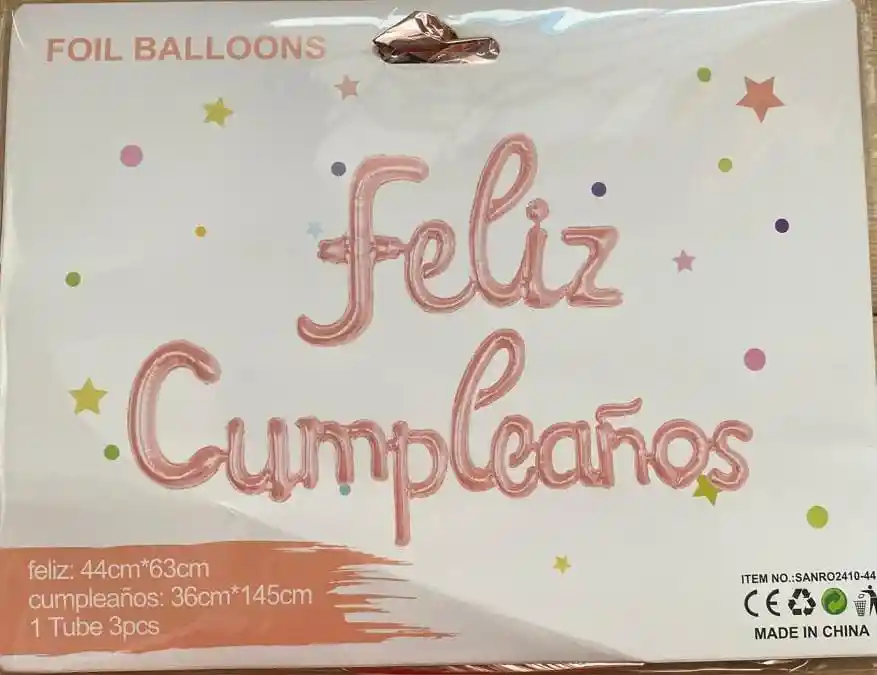 FOIL BALLOONS
feliz
Cumpleaños
feliz: 44cm*63cm
cumpleaños: 36cm*145cm
1 Tube 3pcs
ITEM NO.:SANRO2410-44
CE
MADE IN CHINA